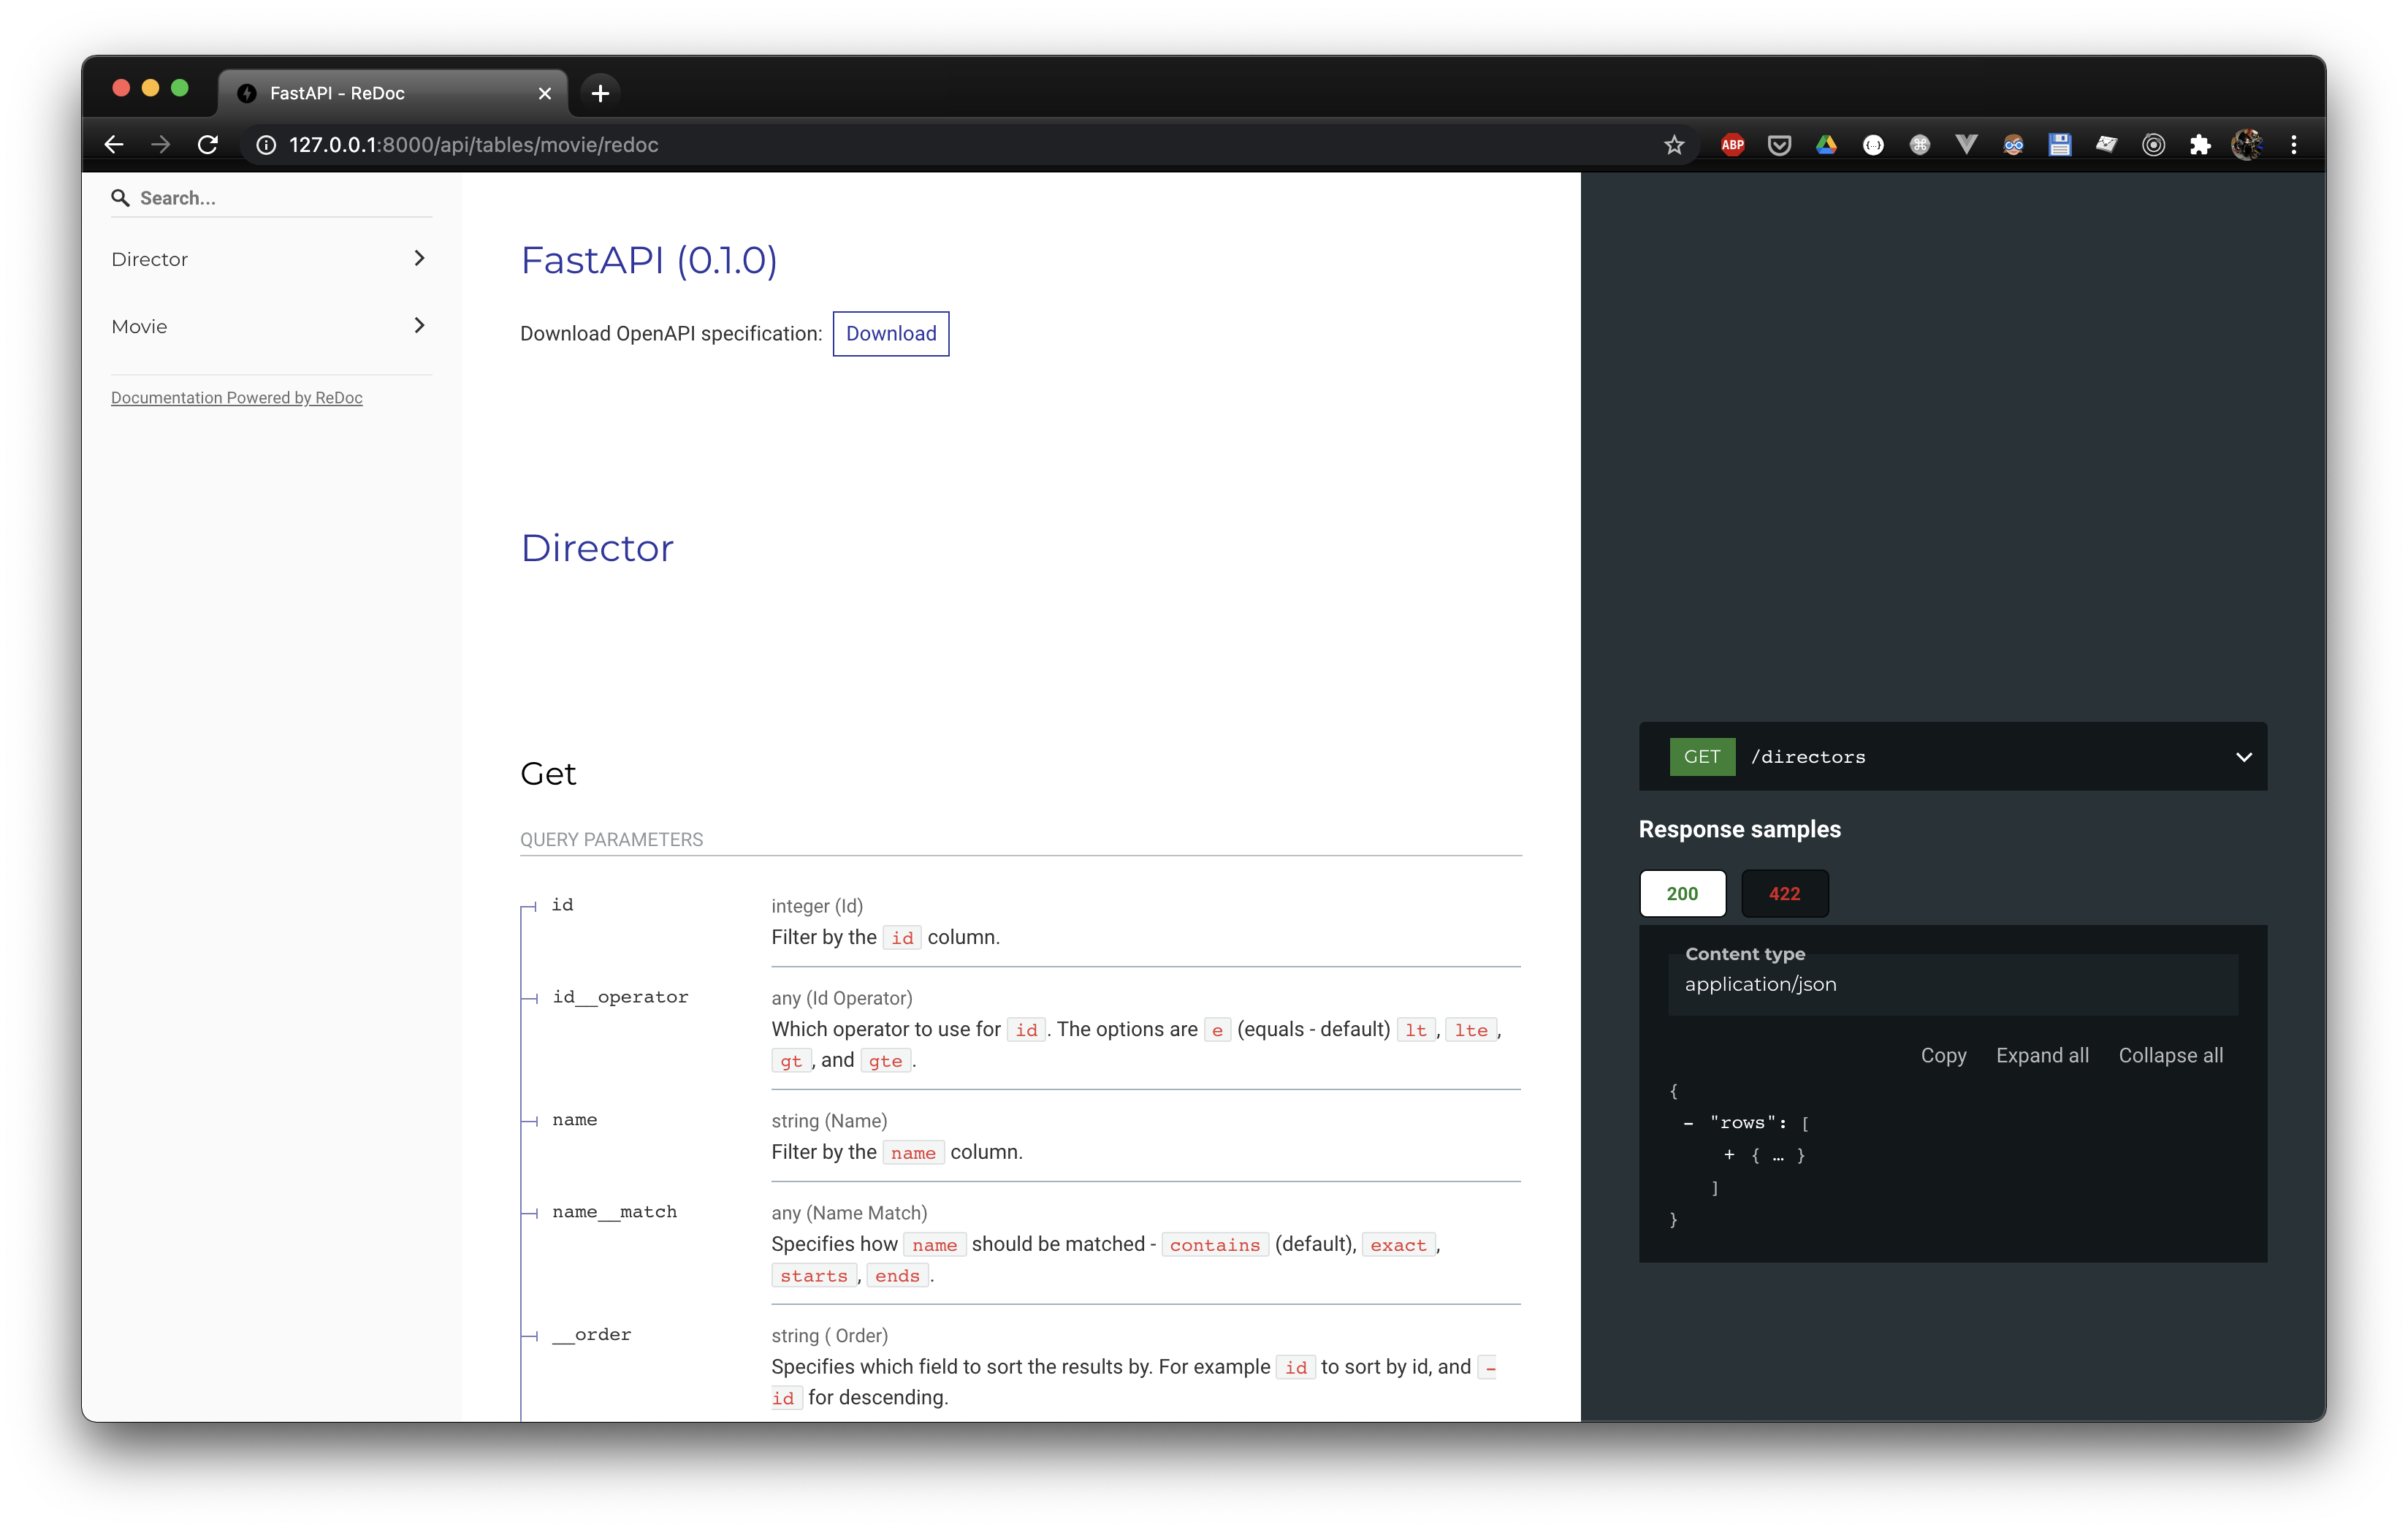 FastAPI - ReDoc
127.0.0.1:8000/api/tables/movie/redoc
ABP
Search...
Director
Movie
Documentation Powered by ReDoc
FastAPI (0.1.0)
Download OpenAPI specification: Download
Director
Get
QUERY PARAMETERS
id
integer (Id)
Filter by the id column.
id__operator
any (Id Operator)
Which operator to use for id . The options are e (equals - default) lt , lte ,
gt , and gte .
name
string (Name)
Filter by the name column.
name__match
any (Name Match)
Specifies how name should be matched - contains (default), exact ,
starts , ends .
__order
string ( Order)
Specifies which field to sort the results by. For example id to sort by id, and -
id for descending.
GET /directors
Response samples
200 422
Content type
application/json
Copy Expand all Collapse all
{
- "rows": [
+ { … }
]
}